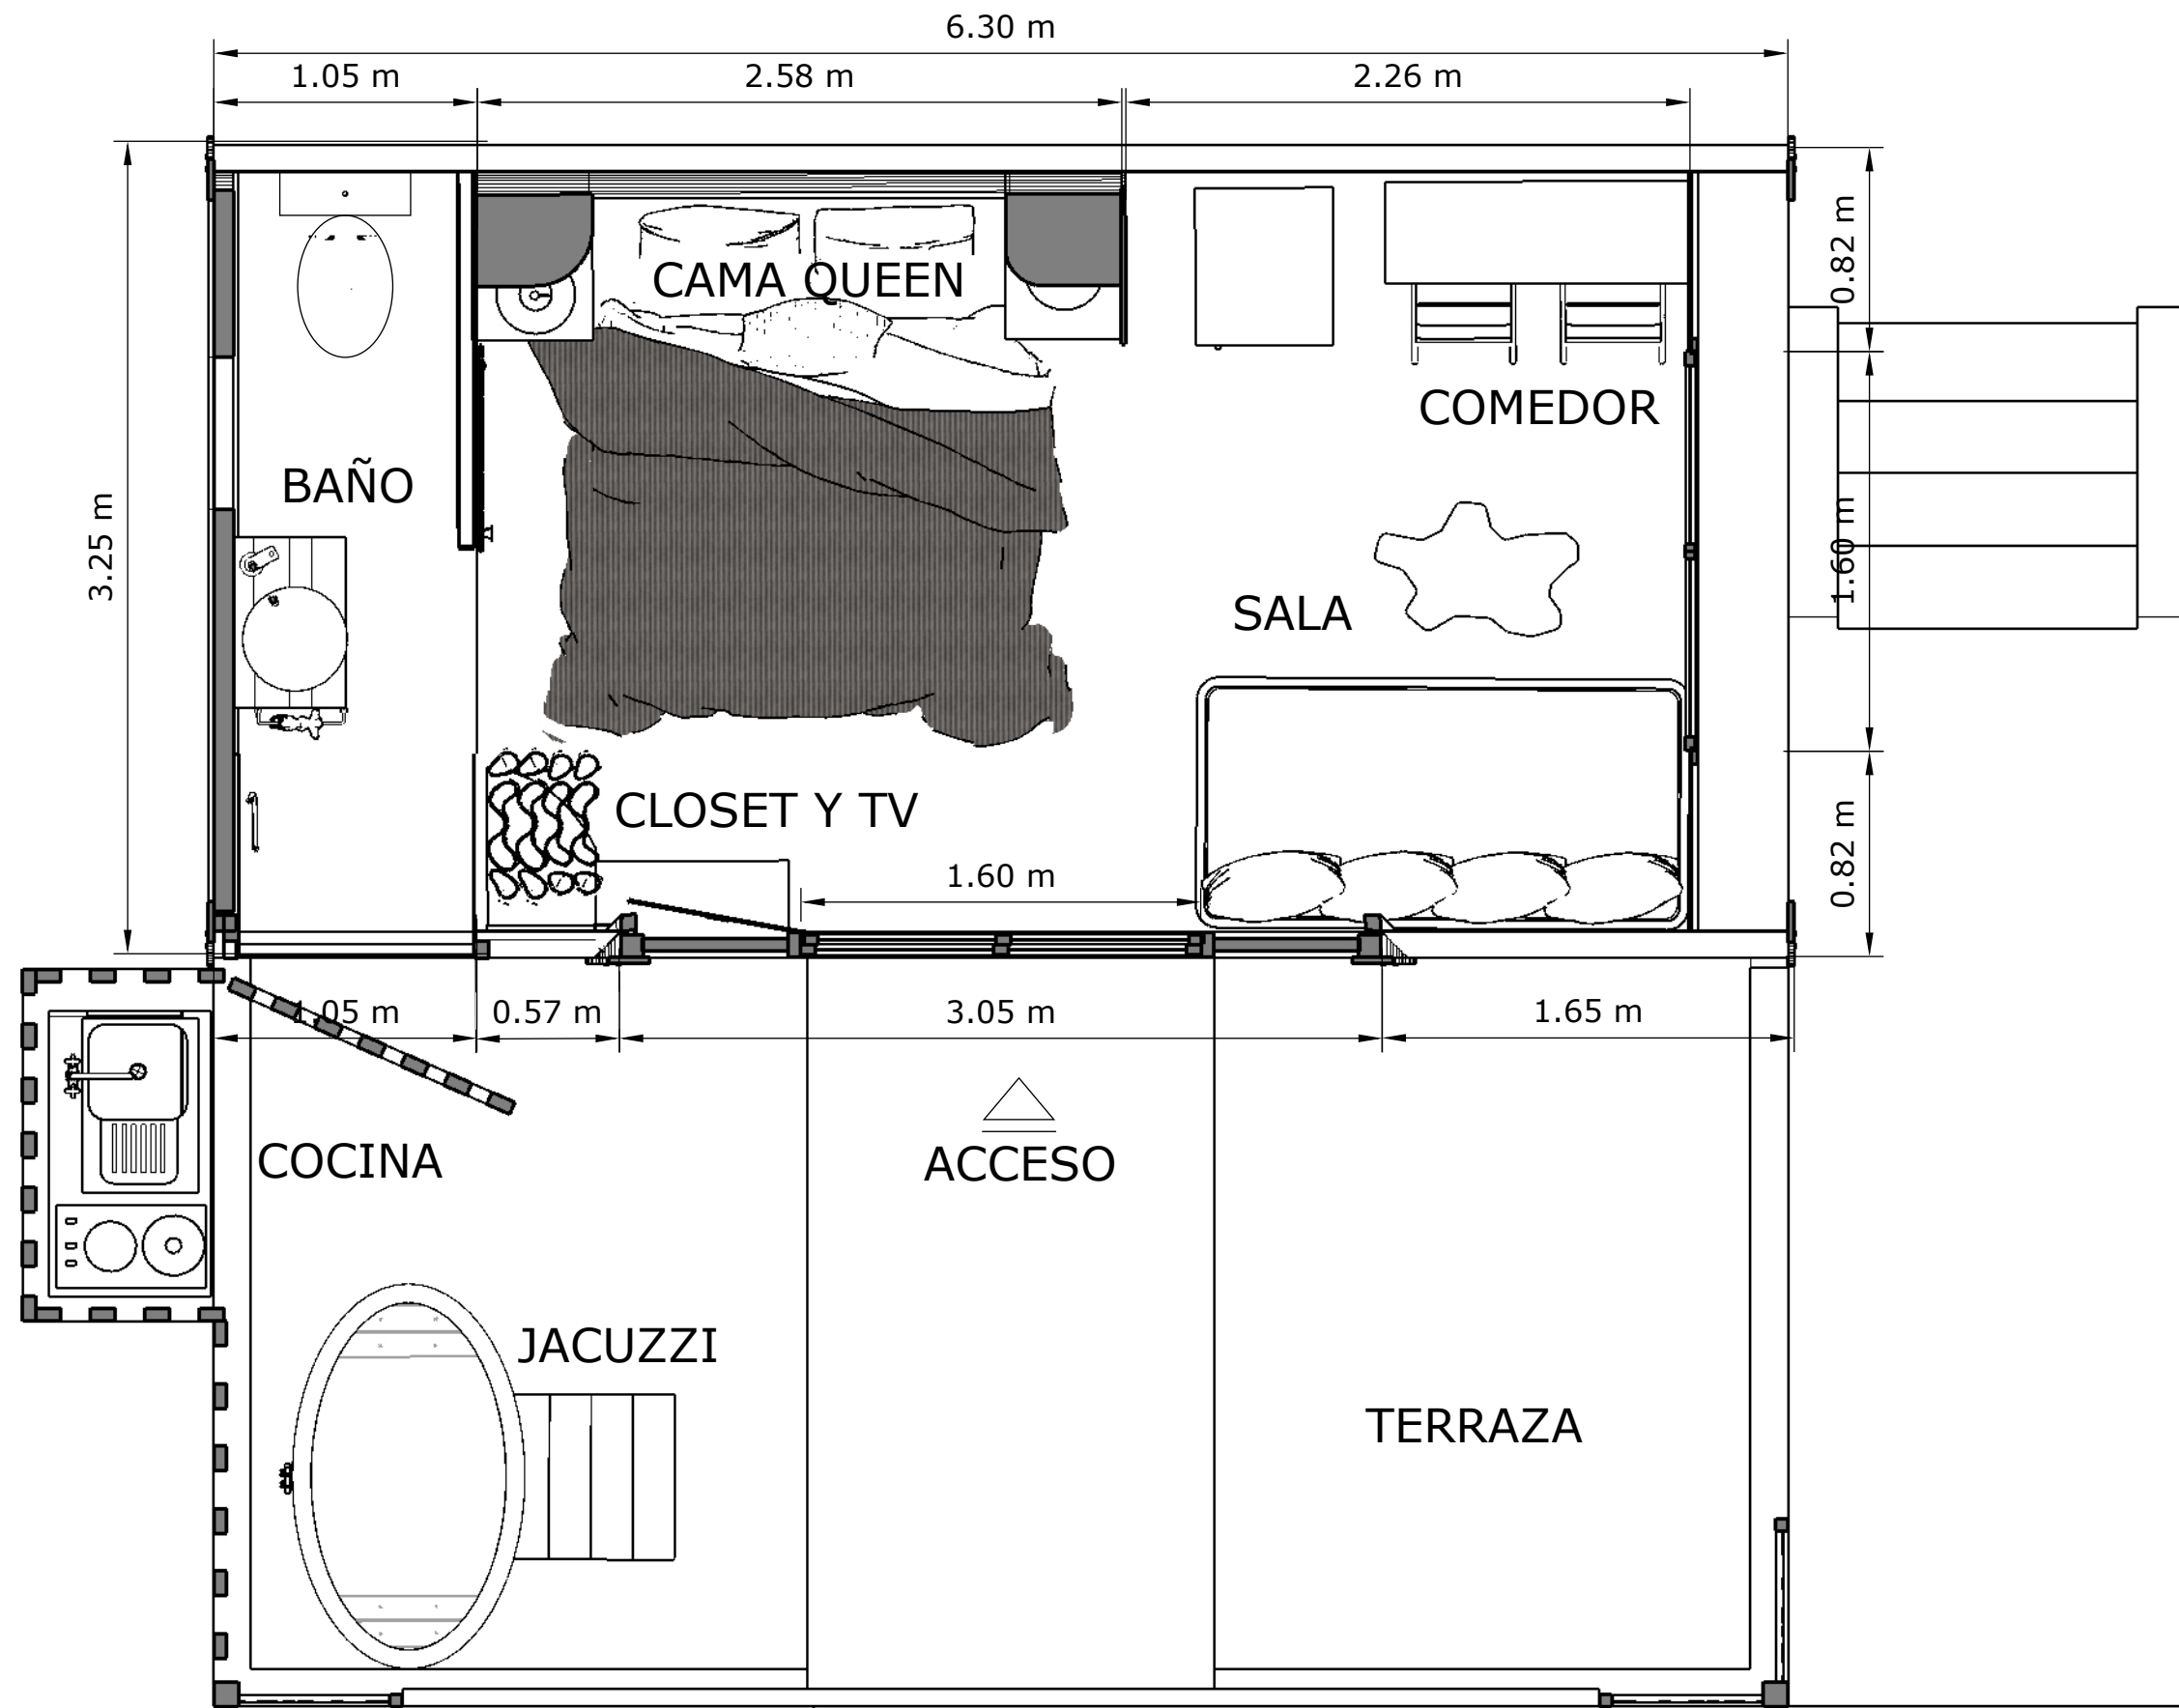 6.30 m
1.05 m
2.58 m
2.26 m
0.82 m
CAMA QUEEN
COMEDOR
BAÑO
3.25 m
1.60 m
SALA
CLOSET Y TV
1.60 m
0.82 m
1.05 m
0.57 m
3.05 m
1.65 m
COCINA
ACCESO
JACUZZI
TERRAZA